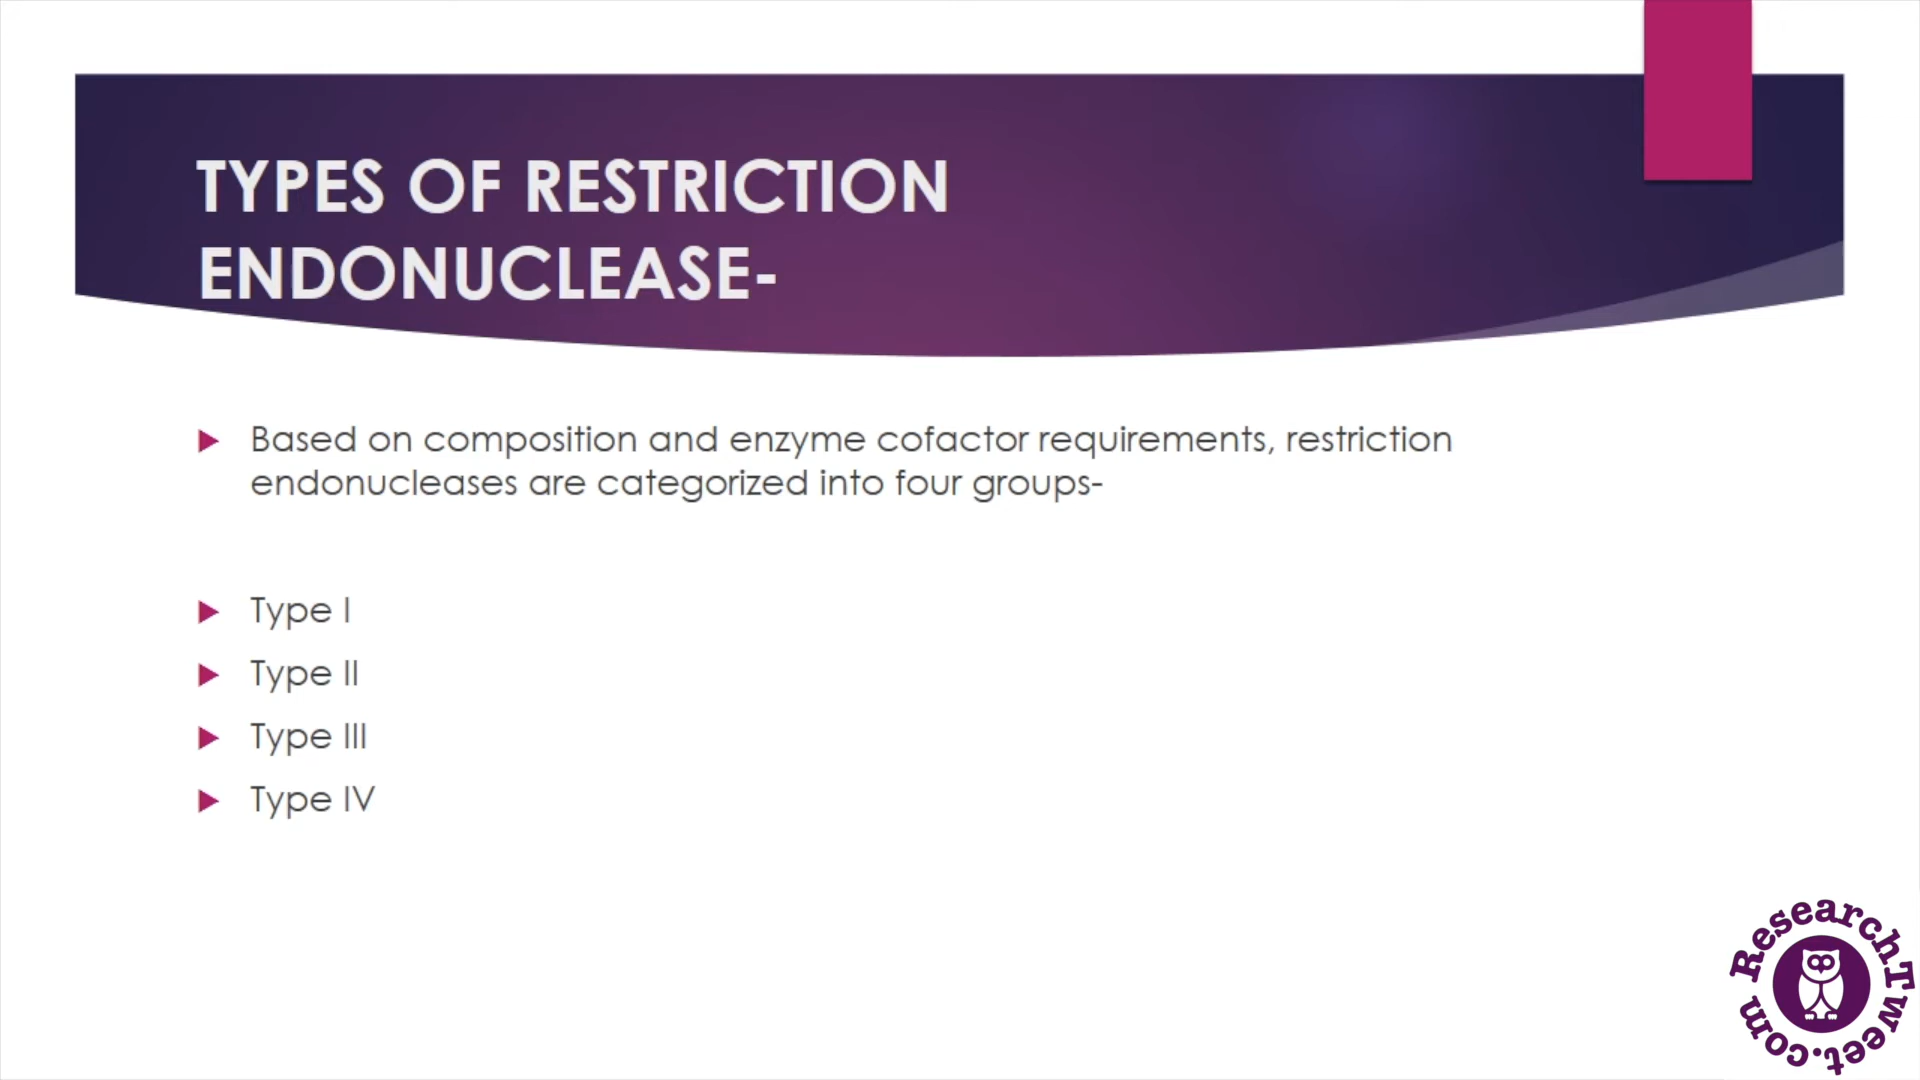 TYPES OF RESTRICTION
ENDONUCLEASE-
Based on composition and enzyme cofactor requirements, restriction
endonucleases are categorized into four groups-
Type I
Type II
Type III
Type IV
ResearchTweet.com